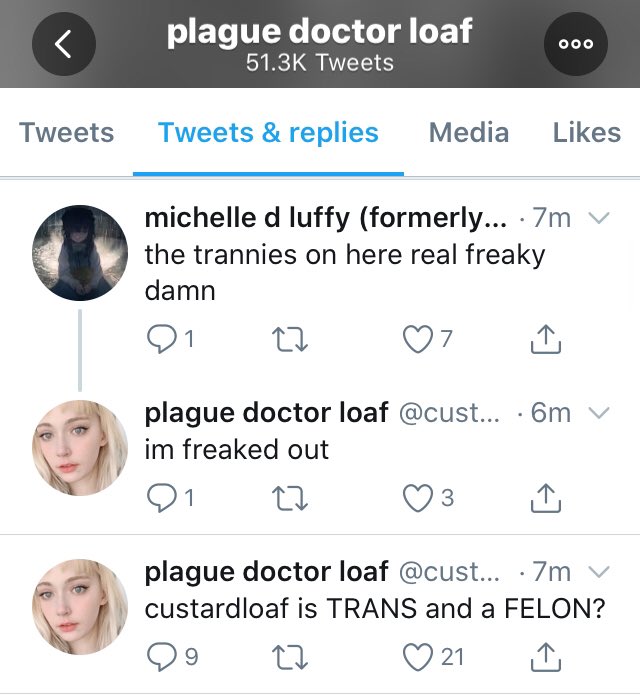 plague doctor loaf
51.3K Tweets
Tweets Tweets & replies Media Likes
michelle d luffy (formerly... · 7m
the trannies on here real freaky
damn
1 7
plague doctor loaf @cust... · 6m
im freaked out
1 3
plague doctor loaf @cust... · 7m
custardloaf is TRANS and a FELON?
9 21